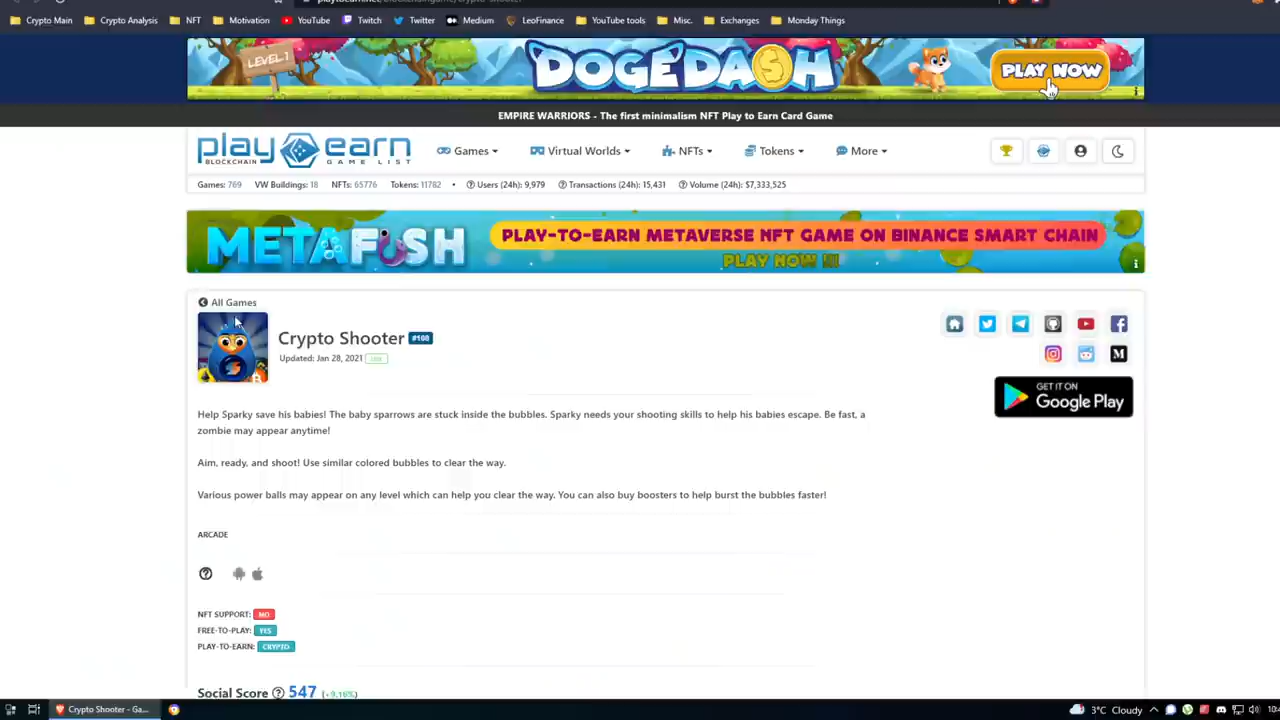 Crypto Main Crypto Analysis NFT Motivation YouTube Twitch Twitter Medium LeoFinance YouTube tools Misc. Exchanges Monday Things
LEVEL 1 DOGEDASH PLAY NOW
EMPIRE WARRIORS - The first minimalism NFT Play to Earn Card Game
play earn
BLOCKCHAIN GAME LIST
Games Virtual Worlds NFTs Tokens More
Games: 769 VW Buildings: 18 NFTs: 65776 Tokens: 11782 • Users (24h): 9,979 Transactions (24h): 15,431 Volume (24h): $7,333,525
METAFISH PLAY-TO-EARN METAVERSE NFT GAME ON BINANCE SMART CHAIN
PLAY NOW !!!
All Games
Crypto Shooter #108
Updated: Jan 28, 2021
GET IT ON
Google Play
Help Sparky save his babies! The baby sparrows are stuck inside the bubbles. Sparky needs your shooting skills to help his babies escape. Be fast, a
zombie may appear anytime!
Aim, ready, and shoot! Use similar colored bubbles to clear the way.
Various power balls may appear on any level which can help you clear the way. You can also buy boosters to help burst the bubbles faster!
ARCADE
NFT SUPPORT: NO
FREE-TO-PLAY: YES
PLAY-TO-EARN: CRYPTO
Social Score 547 (+9,16%)
Crypto Shooter - Ga... 3°C Cloudy